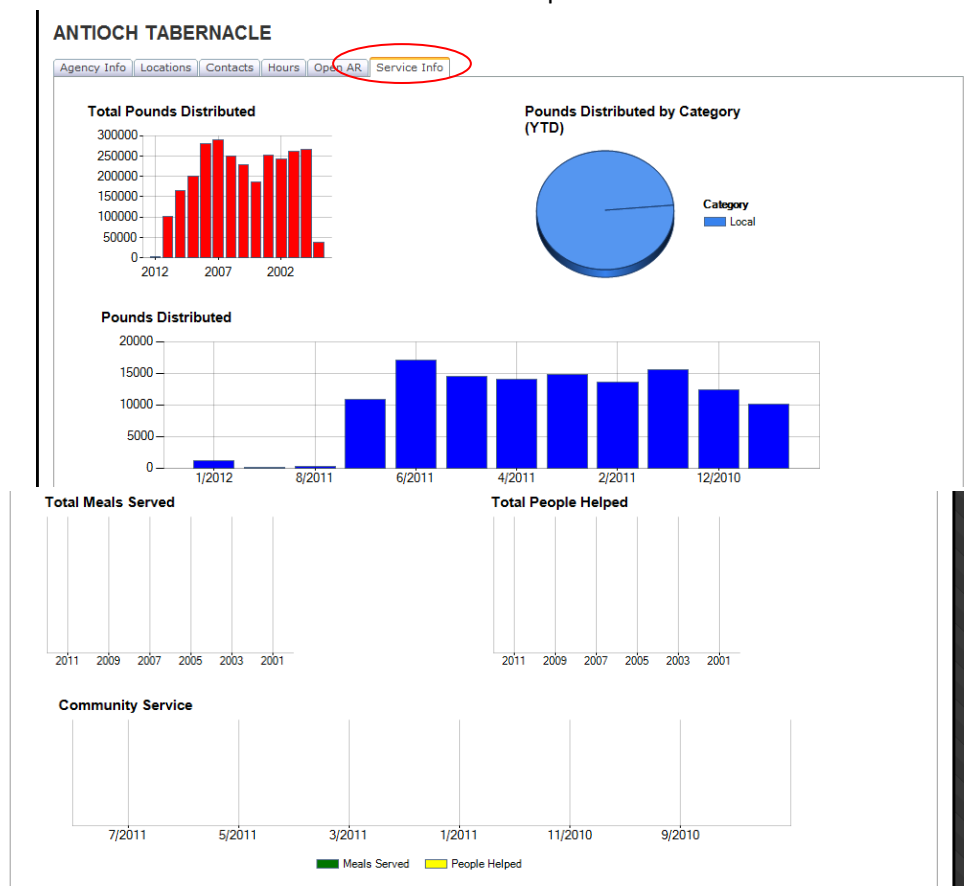 ANTIOCH TABERNACLE
Agency Info Locations Contacts Hours Open AR Service Info
Total Pounds Distributed
300000
250000
200000
150000
100000
50000
0
2012 2007 2002
Pounds Distributed by Category
(YTD)
Category
Local
Pounds Distributed
20000
15000
10000
5000
0
1/2012 8/2011 6/2011 4/2011 2/2011 12/2010
Total Meals Served
2011 2009 2007 2005 2003 2001
Total People Helped
2011 2009 2007 2005 2003 2001
Community Service
7/2011 5/2011 3/2011 1/2011 11/2010 9/2010
Meals Served People Helped